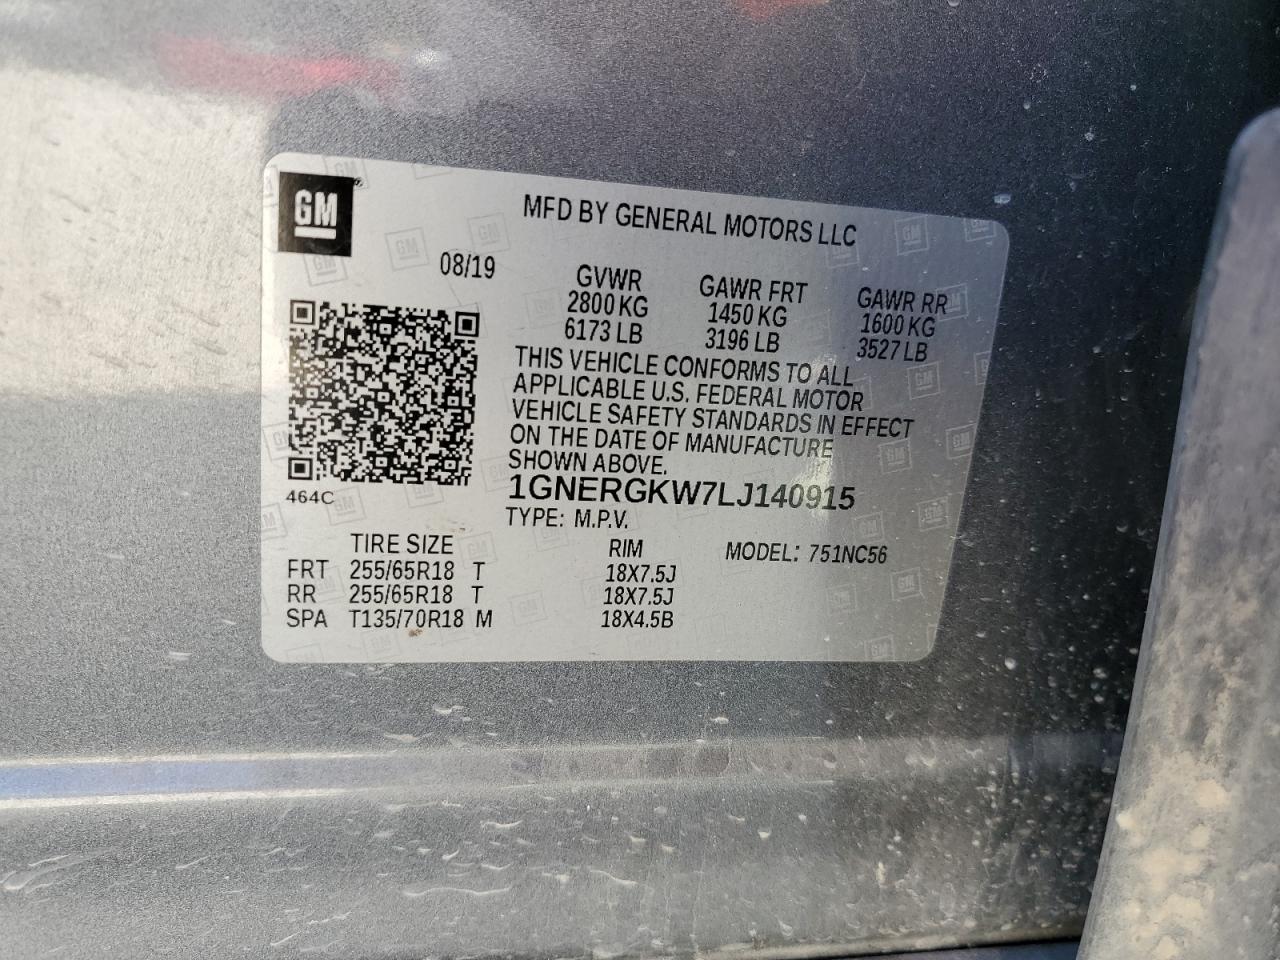 GM
MFD BY GENERAL MOTORS LLC
08/19
GVWR GAWR FRT GAWR RR
2800 KG 1450 KG 1600 KG
6173 LB 3196 LB 3527 LB
THIS VEHICLE CONFORMS TO ALL
APPLICABLE U.S. FEDERAL MOTOR
VEHICLE SAFETY STANDARDS IN EFFECT
ON THE DATE OF MANUFACTURE
SHOWN ABOVE.
464C
1GNERGKW7LJ140915
TYPE: M.P.V.
TIRE SIZE RIM MODEL: 751NC56
FRT 255/65R18 T 18X7.5J
RR 255/65R18 T 18X7.5J
SPA T135/70R18 M 18X4.5B